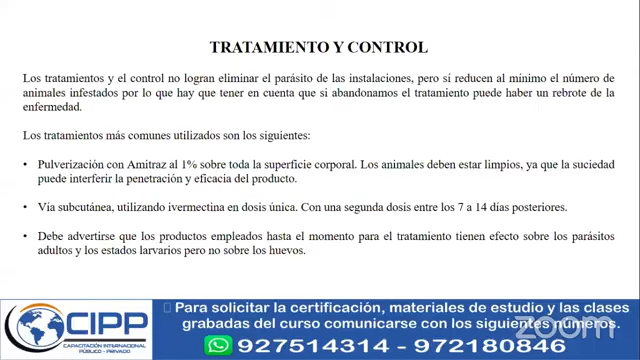 TRATAMIENTO Y CONTROL
Los tratamientos y el control no logran eliminar el parásito de las instalaciones, pero sí reducen al mínimo el número de
animales infestados por lo que hay que tener en cuenta que si abandonamos el tratamiento puede haber un rebrote de la
enfermedad.
Los tratamientos más comunes utilizados son los siguientes:
• Pulverización con Amitraz al 1% sobre toda la superficie corporal. Los animales deben estar limpios, ya que la suciedad
puede interferir la penetración y eficacia del producto.
• Vía subcutánea, utilizando ivermectina en dosis única. Con una segunda dosis entre los 7 a 14 días posteriores.
• Debe advertirse que los productos empleados hasta el momento para el tratamiento tienen efecto sobre los parásitos
adultos y los estados larvarios pero no sobre los huevos.
CIPP
CAPACITACIÓN INTERNACIONAL
PÚBLICO - PRIVADO
Para solicitar la certificación, materiales de estudio y las clases
grabadas del curso comunicarse con los siguientes números.
927514314 - 972180846
zoom